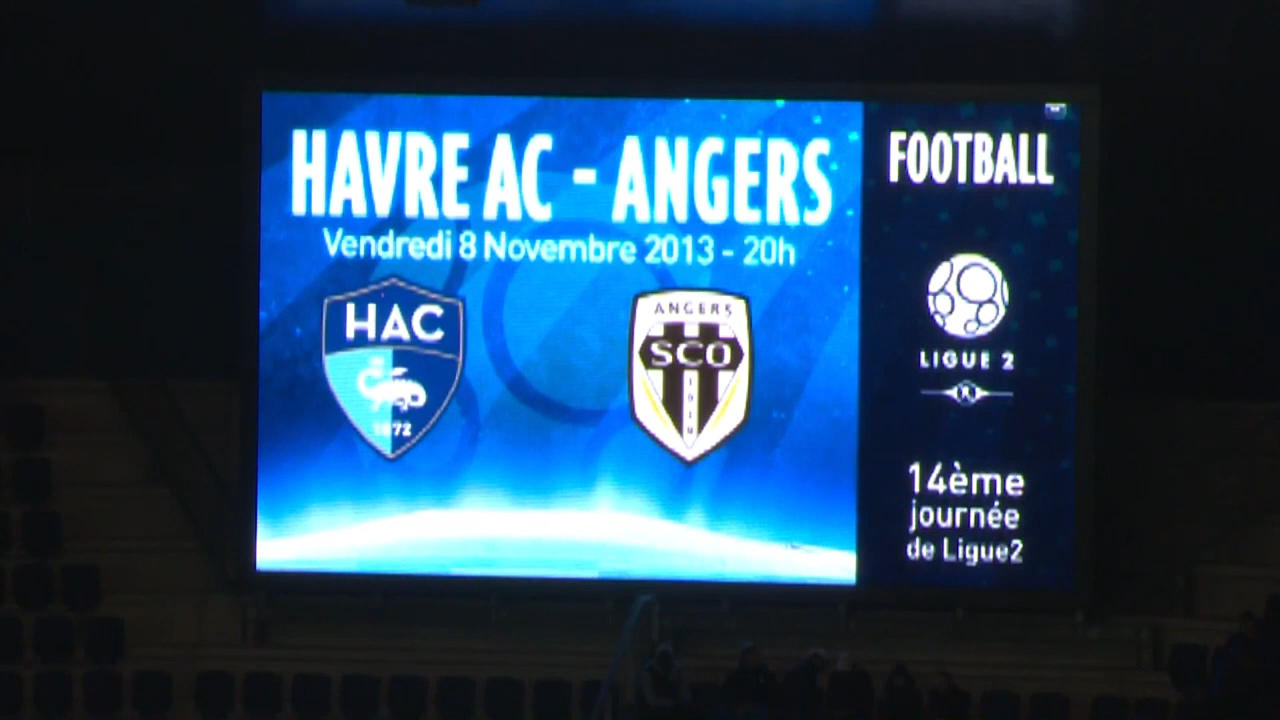 HAVRE AC - ANGERS
Vendredi 8 Novembre 2013 - 20h
HAC
1872
ANGERS
SCO
FOOTBALL
LIGUE 2
14ème
journée
de Ligue2